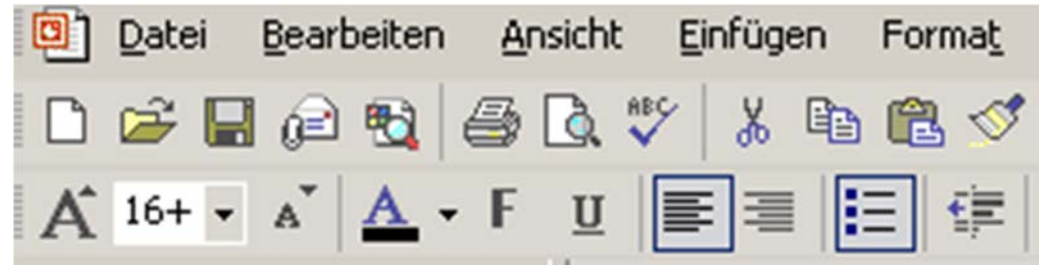 Datei Bearbeiten Ansicht Einfügen Format
ABC
A 16+ A A F U